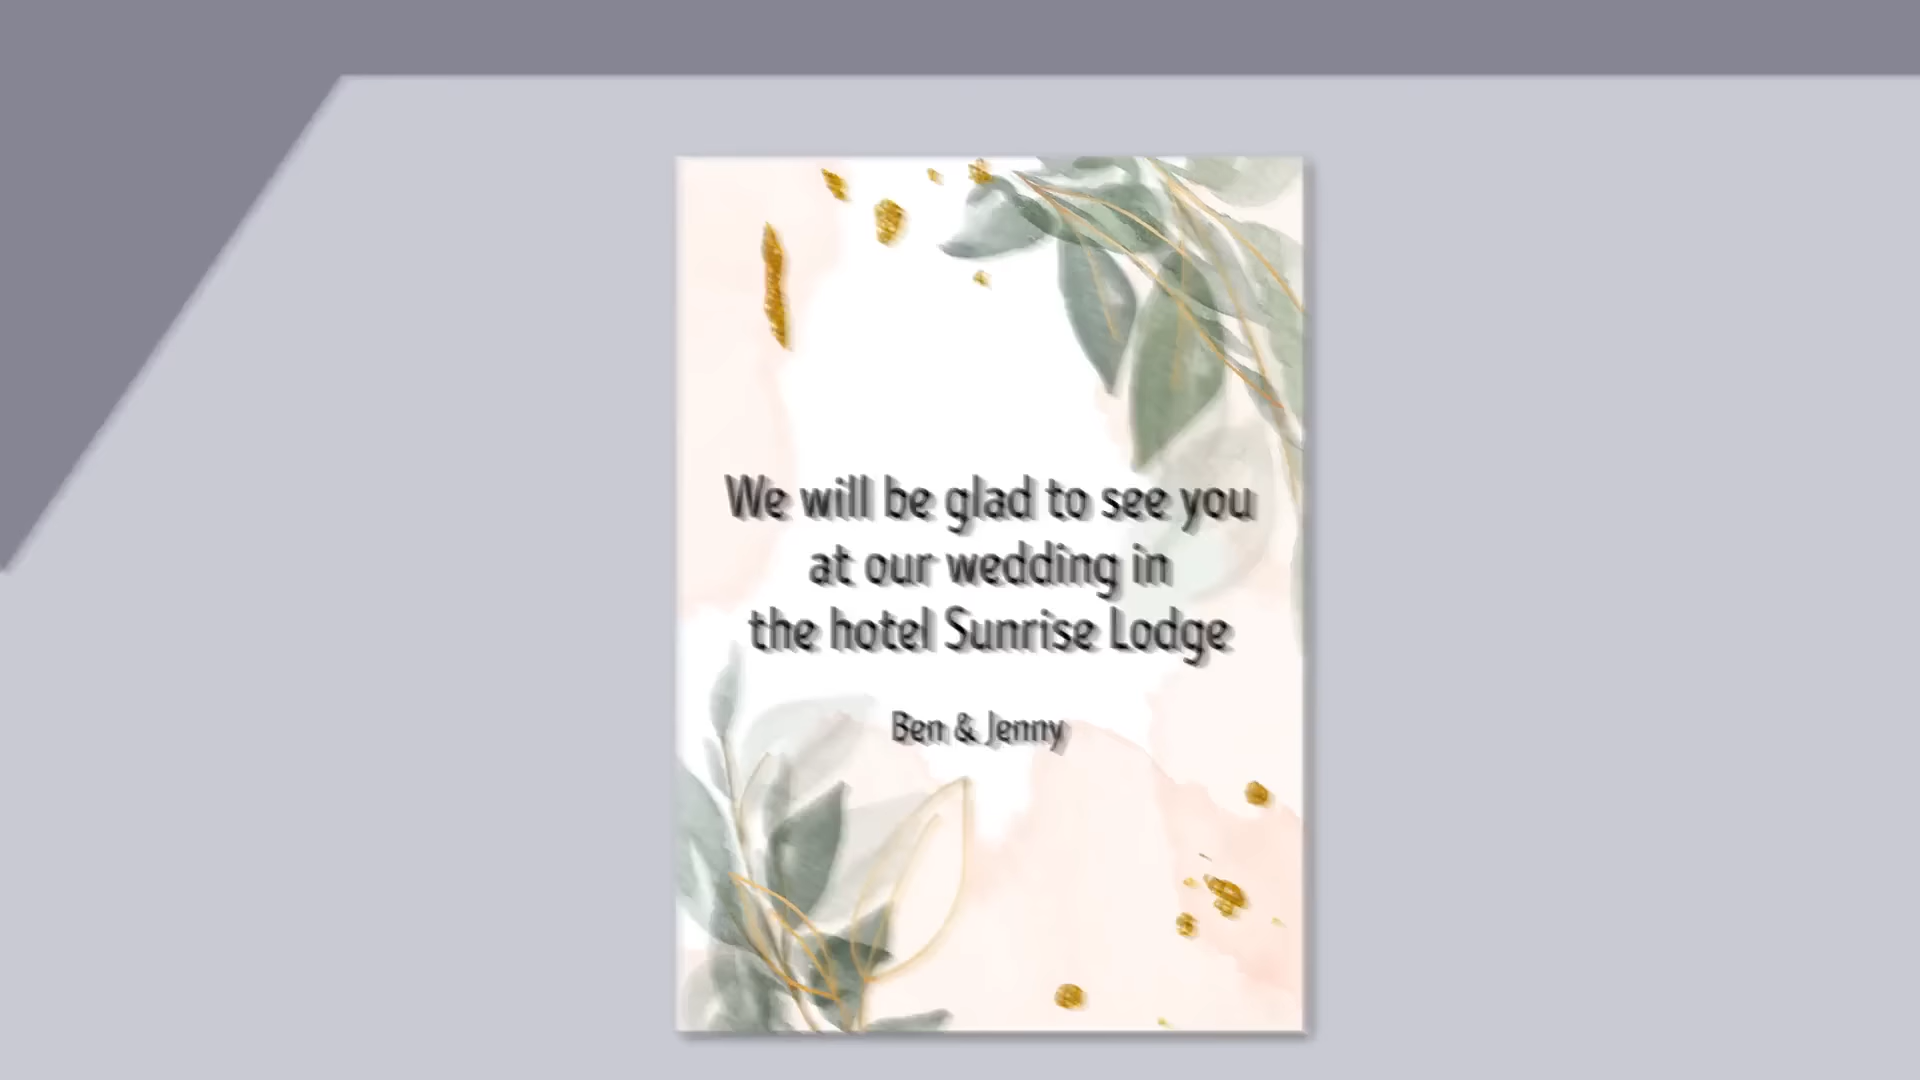 We will be glad to see you
at our wedding in
the hotel Sunrise Lodge
Ben & Jenny